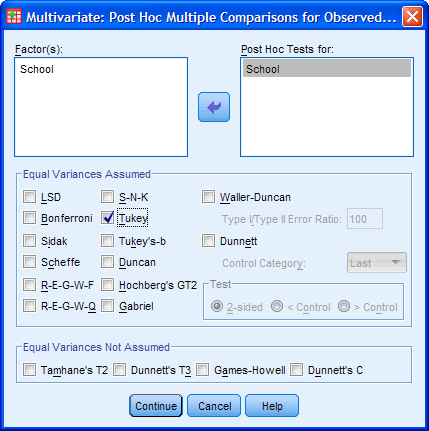 Multivariate: Post Hoc Multiple Comparisons for Observed...
Factor(s):
School
Post Hoc Tests for:
School
Equal Variances Assumed
LSD S-N-K Waller-Duncan
Bonferroni Tukey Type I/Type II Error Ratio: 100
Sidak Tukey's-b Dunnett
Scheffe Duncan Control Category: Last
R-E-G-W-F Hochberg's GT2 Test
R-E-G-W-Q Gabriel 2-sided < Control > Control
Equal Variances Not Assumed
Tamhane's T2 Dunnett's T3 Games-Howell Dunnett's C
Continue Cancel Help